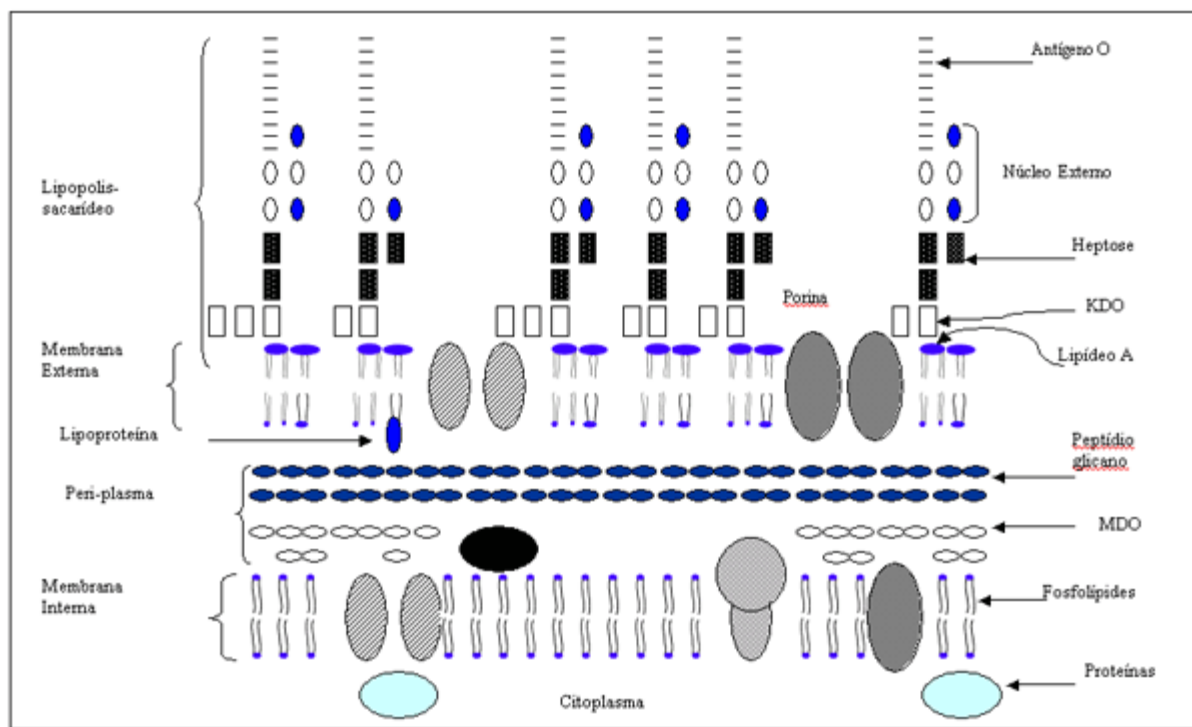 Antígeno O
Lipopolis-
sacarídeo
Núcleo Externo
Heptose
Porina
KDO
Membrana
Externa
Lipídeo A
Lipoproteína
Peptídio
glicano
Peri-plasma
MDO
Membrana
Interna
Fosfolípides
Proteínas
Citoplasma